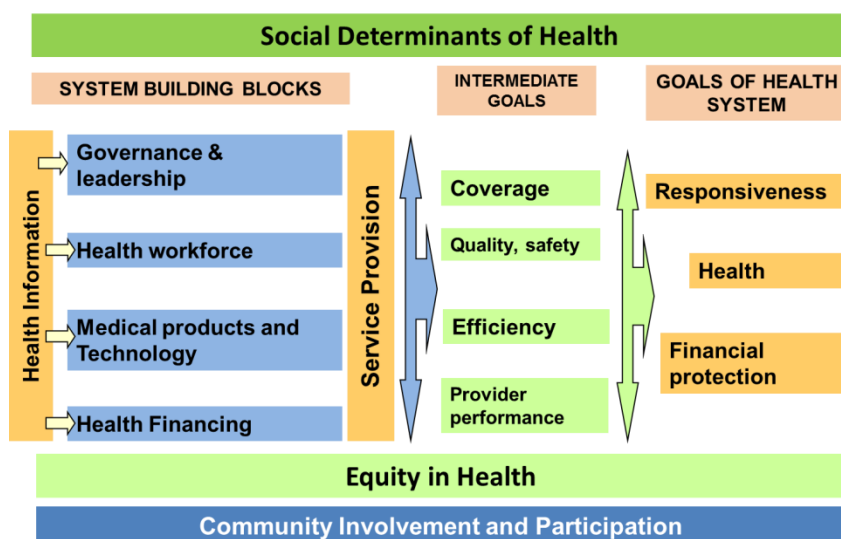 Social Determinants of Health
SYSTEM BUILDING BLOCKS
INTERMEDIATE
GOALS
GOALS OF HEALTH
SYSTEM
Health Information
Governance &
leadership
Health workforce
Medical products and
Technology
Health Financing
Service Provision
Coverage
Quality, safety
Efficiency
Provider
performance
Responsiveness
Health
Financial
protection
Equity in Health
Community Involvement and Participation